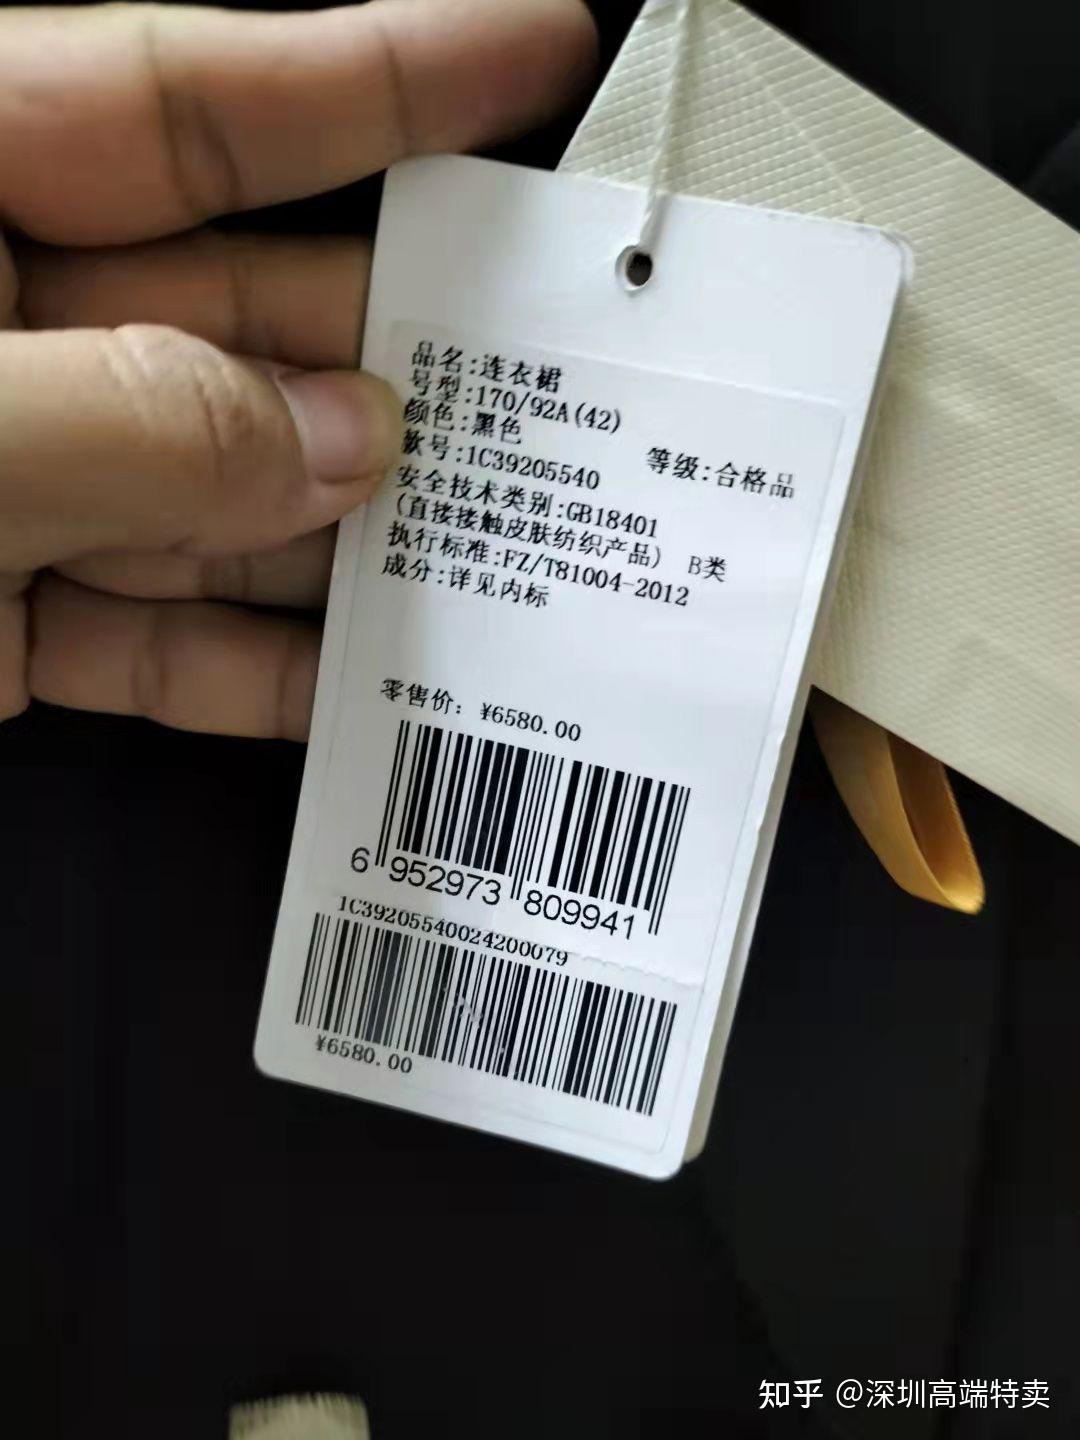 品名:连衣裙
号型:170/92A(42)
颜色:黑色
款号:1C39205540 等级:合格品
安全技术类别:GB18401
(直接接触皮肤纺织产品) B类
执行标准:FZ/T81004-2012
成分:详见内标
零售价: ¥6580.00
6 952973 809941
1C39205540024200079
¥6580.00
知乎 @深圳高端特卖